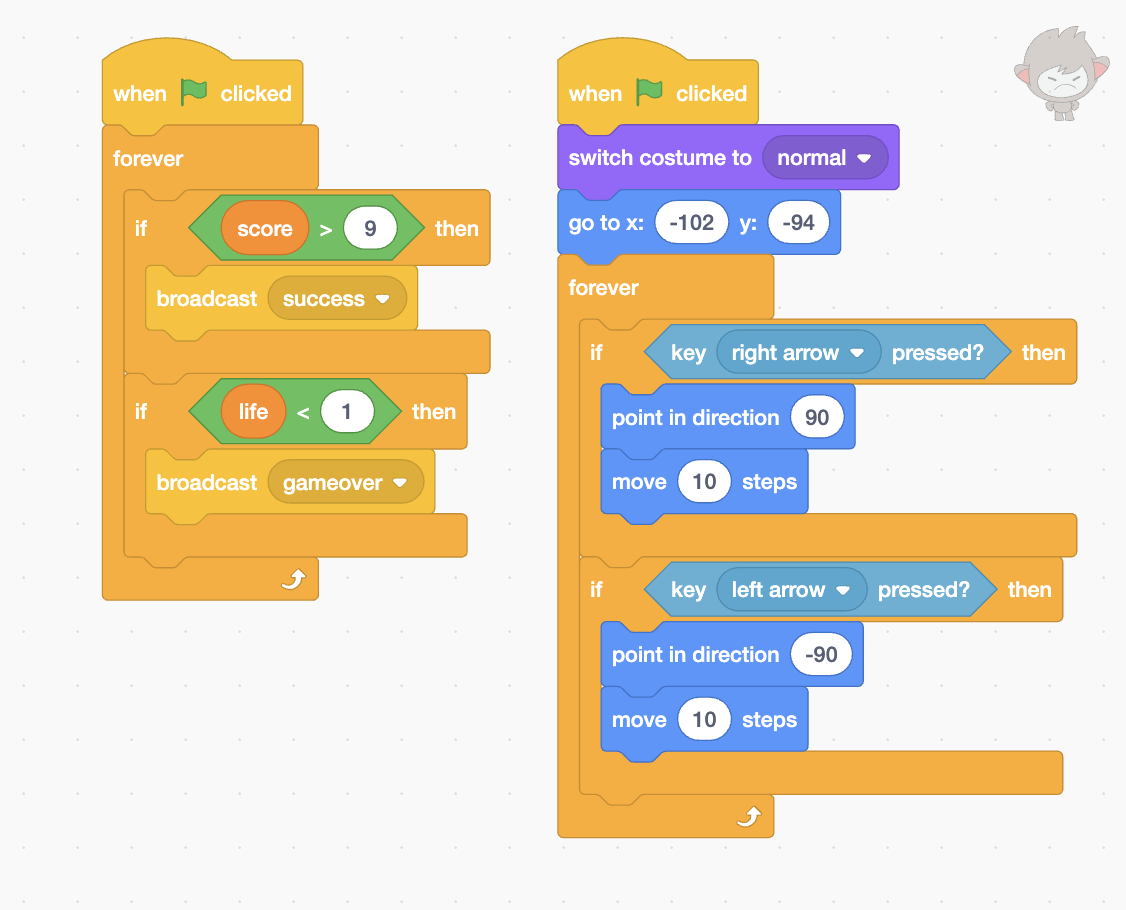 when clicked
forever
if score > 9 then
broadcast success
if life < 1 then
broadcast gameover
when clicked
switch costume to normal
go to x: -102 y: -94
forever
if key right arrow pressed? then
point in direction 90
move 10 steps
if key left arrow pressed? then
point in direction -90
move 10 steps